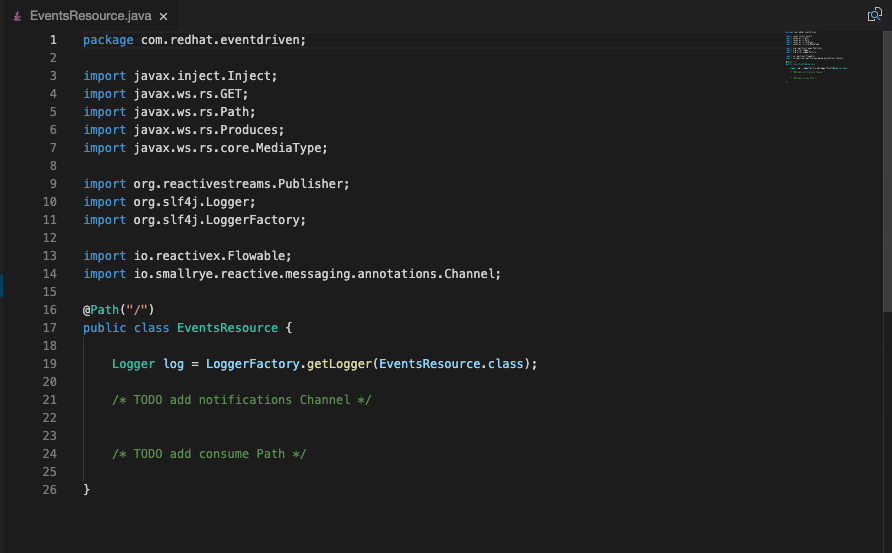 EventsResource.java ×
1 package com.redhat.eventdriven;
2
3 import javax.inject.Inject;
4 import javax.ws.rs.GET;
5 import javax.ws.rs.Path;
6 import javax.ws.rs.Produces;
7 import javax.ws.rs.core.MediaType;
8
9 import org.reactivestreams.Publisher;
10 import org.slf4j.Logger;
11 import org.slf4j.LoggerFactory;
12
13 import io.reactivex.Flowable;
14 import io.smallrye.reactive.messaging.annotations.Channel;
15
16 @Path("/")
17 public class EventsResource {
18
19 Logger log = LoggerFactory.getLogger(EventsResource.class);
20
21 /* TODO add notifications Channel */
22
23
24 /* TODO add consume Path */
25
26 }